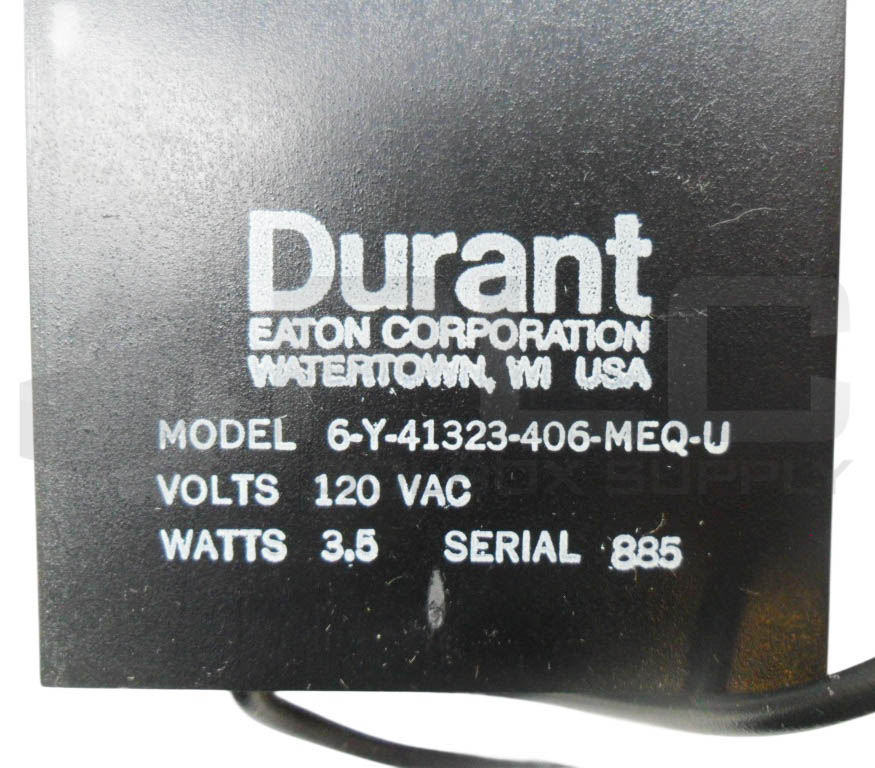 Durant
EATON CORPORATION
WATERTOWN, WI USA
MODEL 6-Y-41323-406-MEQ-U
VOLTS 120 VAC
WATTS 3.5 SERIAL 885